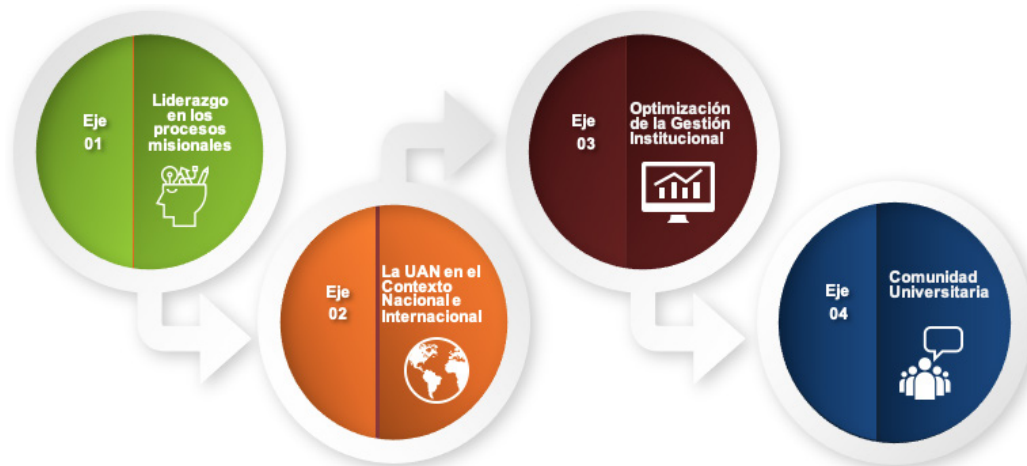 Eje
01
Liderazgo
en los
procesos
misionales
Eje
02
La UAN en el
Contexto
Nacional e
Internacional
Eje
03
Optimización
de la Gestión
Institucional
Eje
04
Comunidad
Universitaria